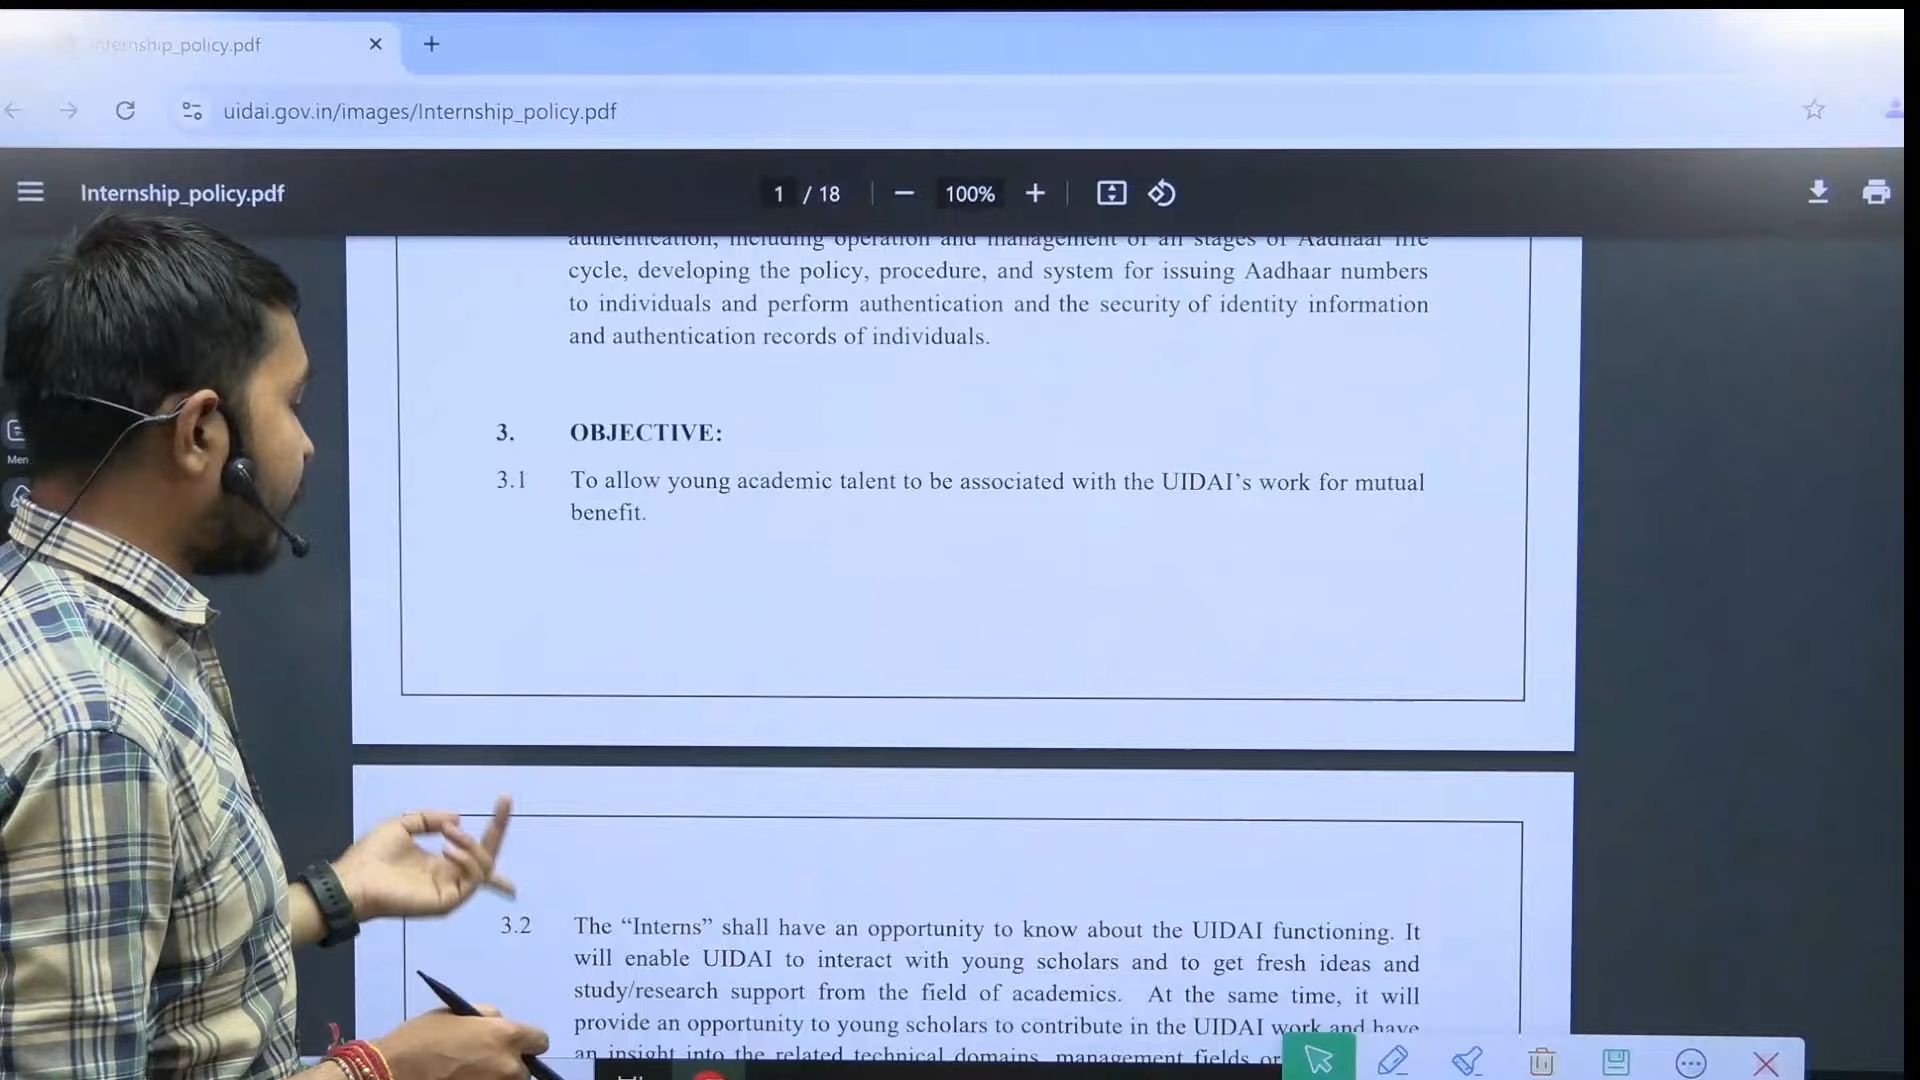 Internship_policy.pdf
uidai.gov.in/images/Internship_policy.pdf
Internship_policy.pdf
1 / 18
100%
authentication, including operation and management of all stages of Aadhaar life
cycle, developing the policy, procedure, and system for issuing Aadhaar numbers
to individuals and perform authentication and the security of identity information
and authentication records of individuals.
3. OBJECTIVE:
3.1 To allow young academic talent to be associated with the UIDAI's work for mutual
benefit.
Men
3.2 The “Interns” shall have an opportunity to know about the UIDAI functioning. It
will enable UIDAI to interact with young scholars and to get fresh ideas and
study/research support from the field of academics. At the same time, it will
provide an opportunity to young scholars to contribute in the UIDAI work and have
an insight into the related technical domains, management fields or